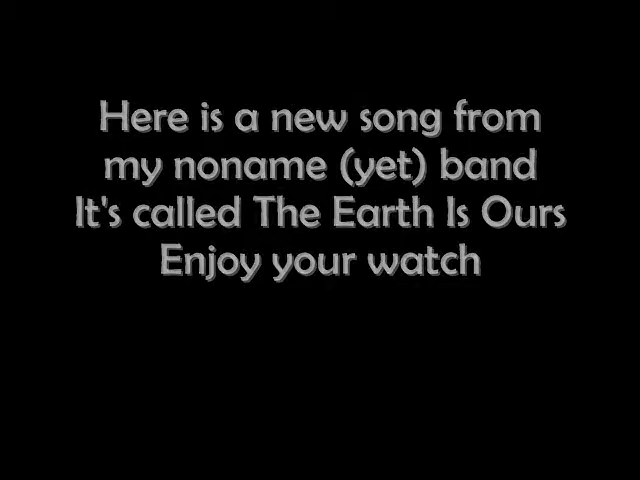 Here is a new song from
my noname (yet) band
It's called The Earth Is Ours
Enjoy your watch